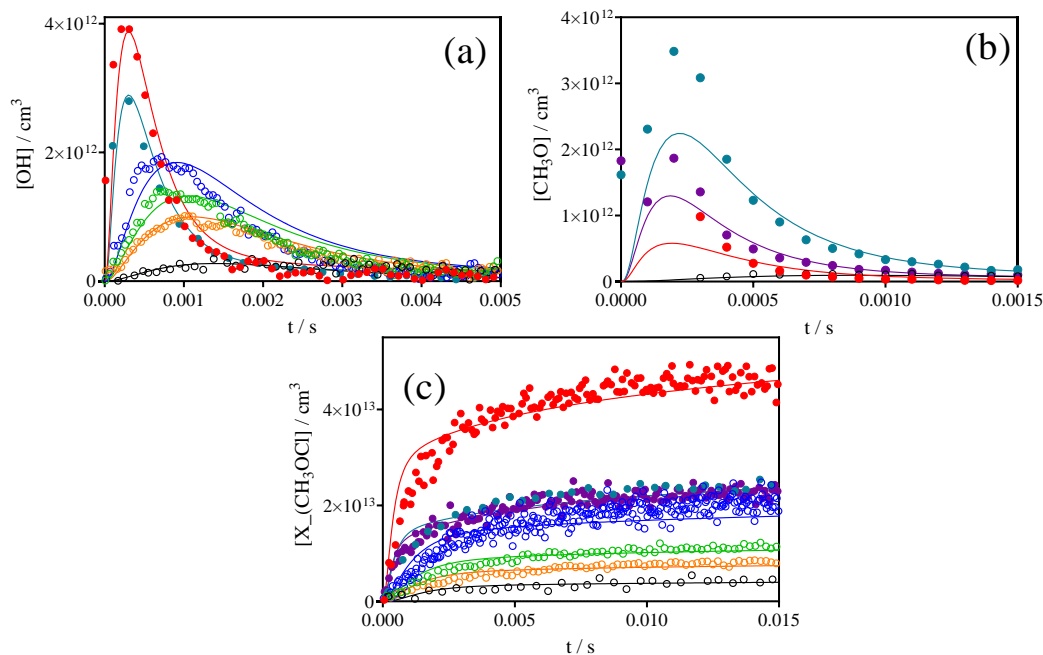 (a)
[OH] / cm³
4×10¹²
2×10¹²
0
0.000 0.001 0.002 0.003 0.004 0.005
t / s
(b)
[CH₃O] / cm³
4×10¹²
3×10¹²
2×10¹²
1×10¹²
0
0.0000 0.0005 0.0010 0.0015
t / s
(c)
[X_(CH₃OCl] / cm³
4×10¹³
2×10¹³
0
0.000 0.005 0.010 0.015
t / s